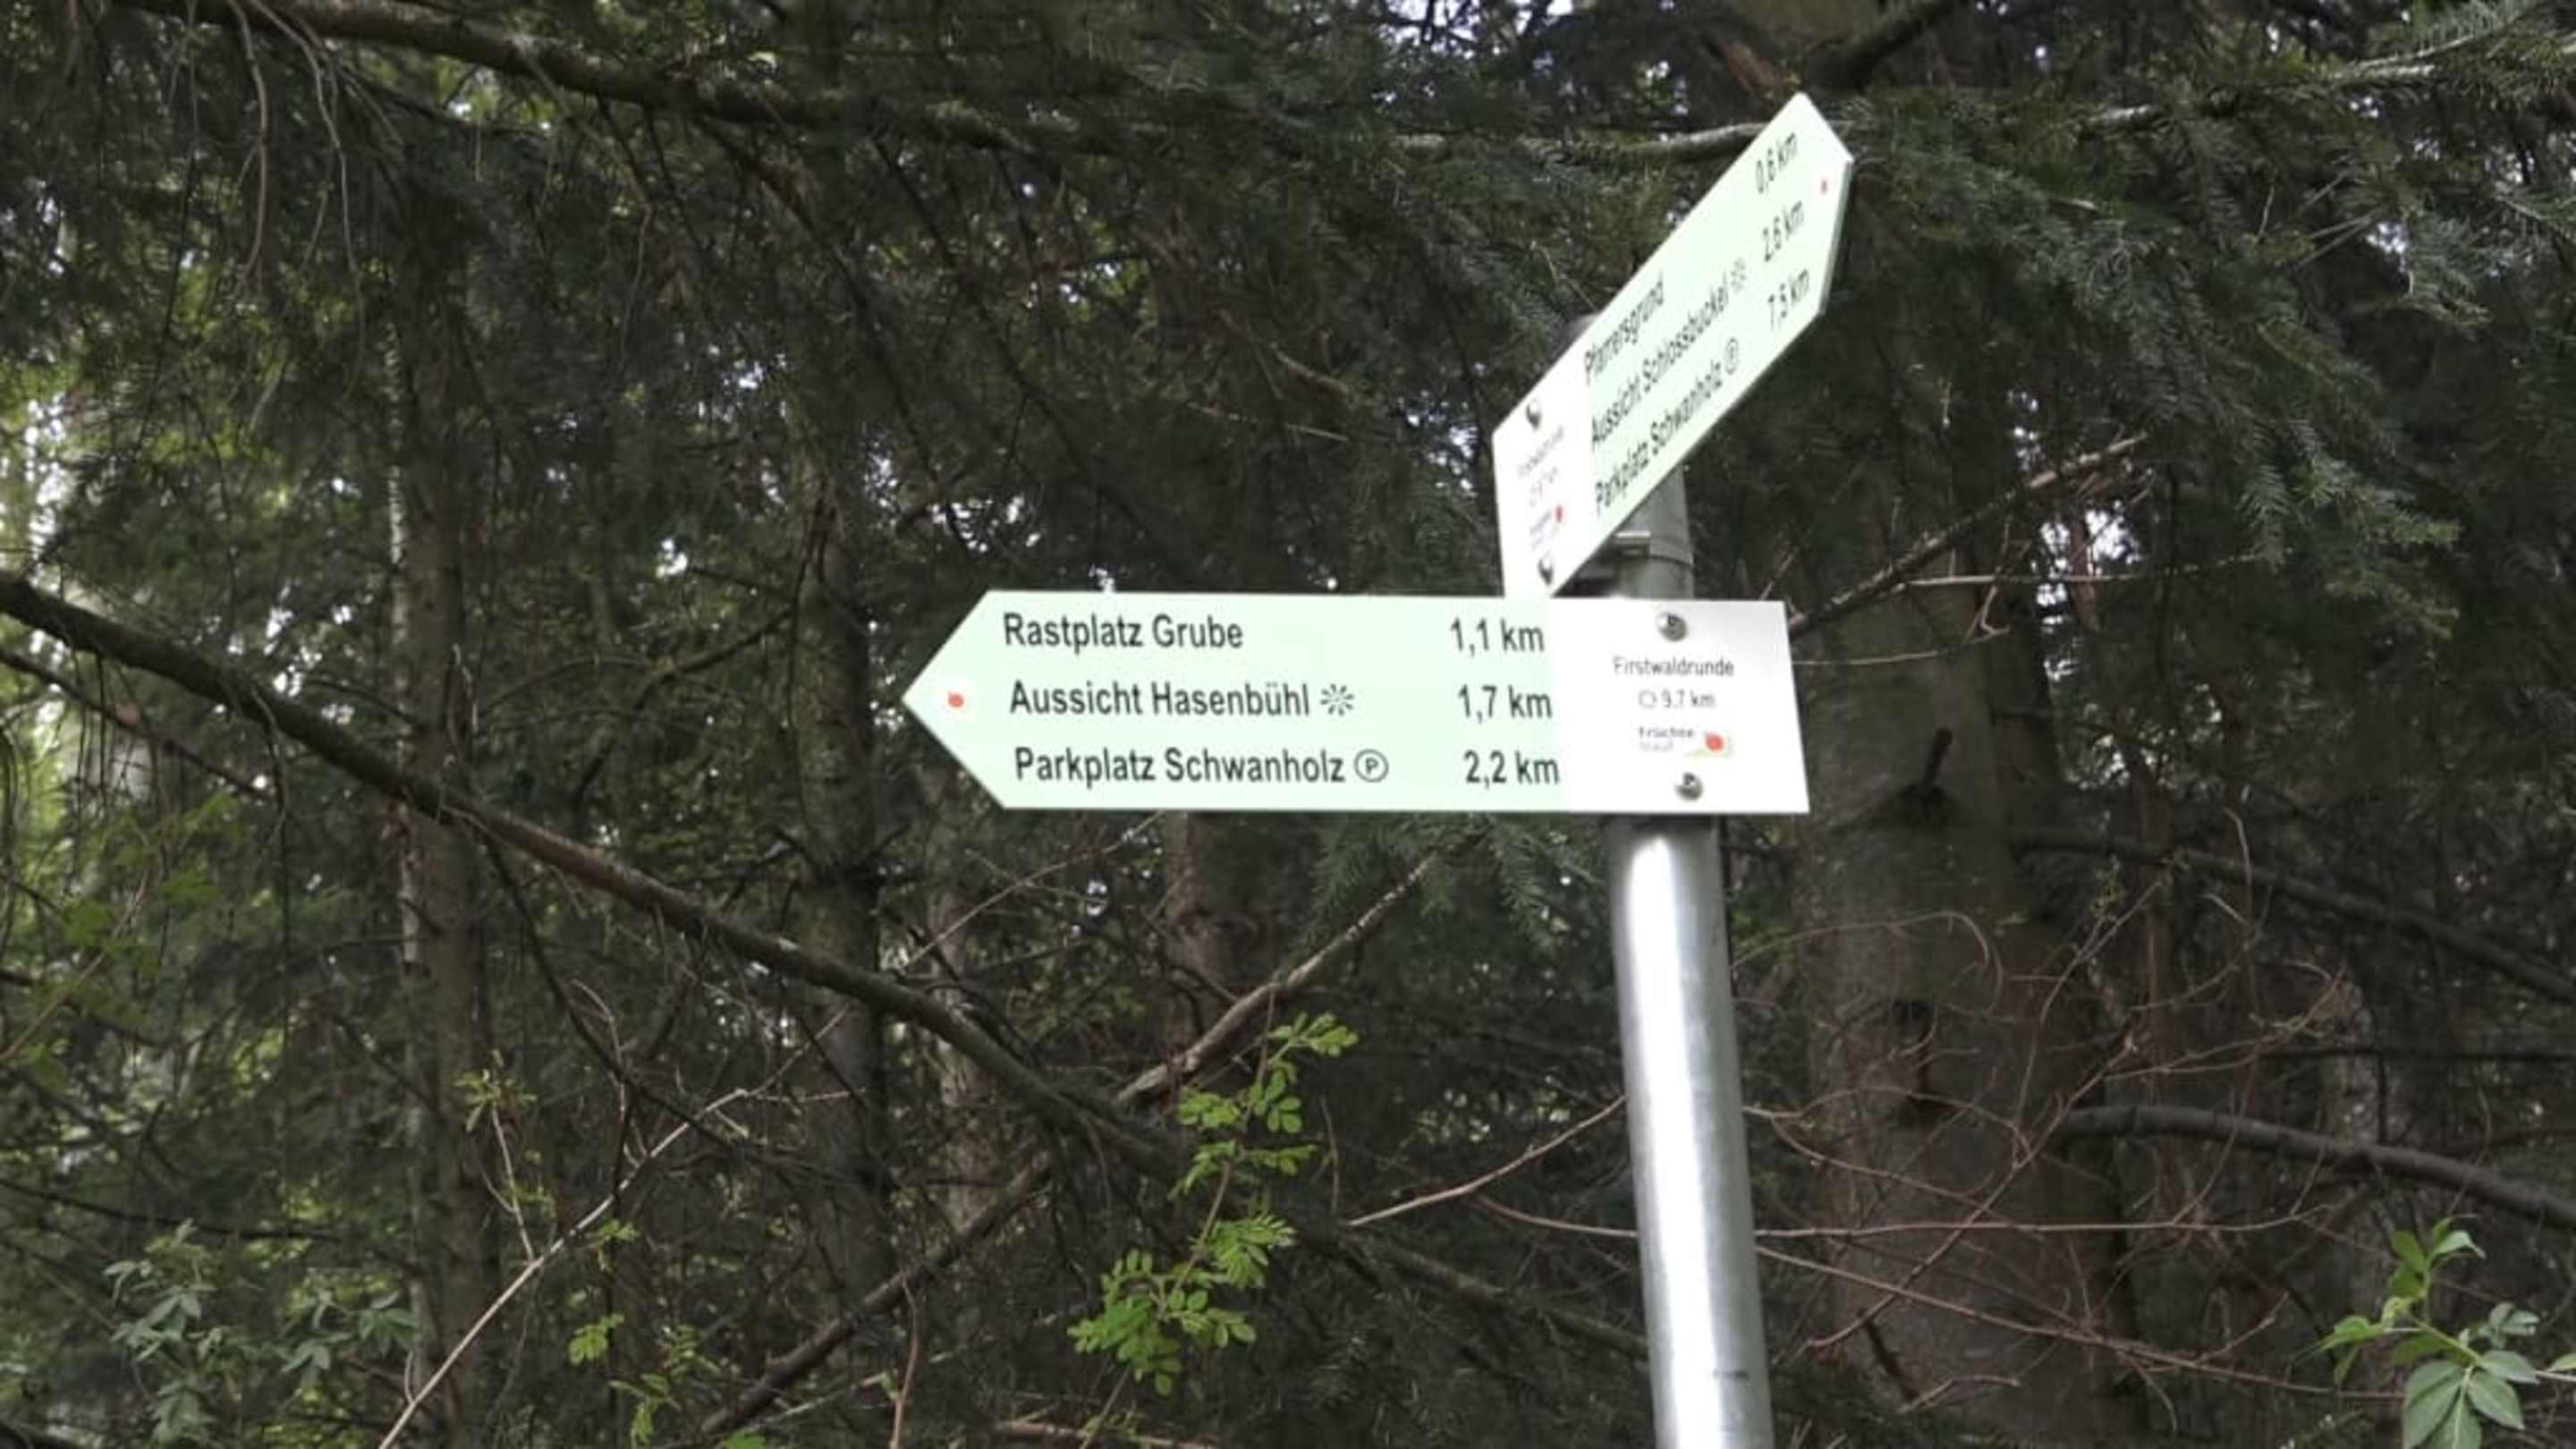 Pfarrersgrund 0,6 km
Aussicht Schlossbuckel 2,6 km
Parkplatz Schwanholz P 7,5 km
Rastplatz Grube 1,1 km
Aussicht Hasenbühl 1,7 km
Parkplatz Schwanholz P 2,2 km
Firstwaldrunde
9,7 km
Früchte